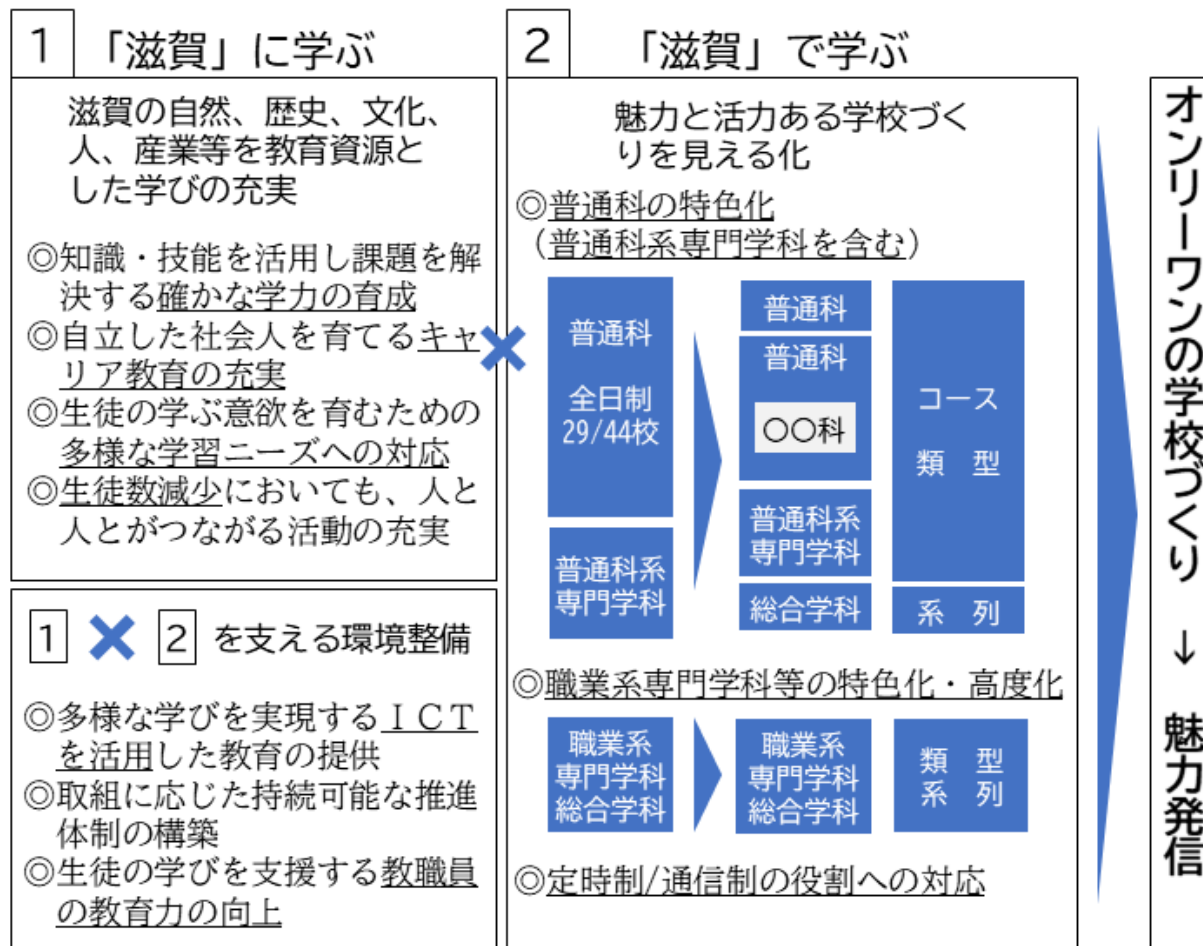 1 「滋賀」に学ぶ
滋賀の自然、歴史、文化、
人、産業等を教育資源と
した学びの充実
◎知識・技能を活用し課題を解
決する確かな学力の育成
◎自立した社会人を育てるキャ
リア教育の充実
◎生徒の学ぶ意欲を育むための
多様な学習ニーズへの対応
◎生徒数減少においても、人と
人とがつながる活動の充実
1 × 2 を支える環境整備
◎多様な学びを実現するＩＣＴ
を活用した教育の提供
◎取組に応じた持続可能な推進
体制の構築
◎生徒の学びを支援する教職員
の教育力の向上
2 「滋賀」で学ぶ
魅力と活力ある学校づく
りを見える化
◎普通科の特色化
（普通科系専門学科を含む）
普通科
全日制
29/44校
普通科系
専門学科
普通科
普通科
〇〇科
普通科系
専門学科
総合学科
コース
類 型
系 列
◎職業系専門学科等の特色化・高度化
職業系
専門学科
総合学科
職業系
専門学科
総合学科
類 型
系 列
◎定時制/通信制の役割への対応
オンリーワンの学校づくり → 魅力発信